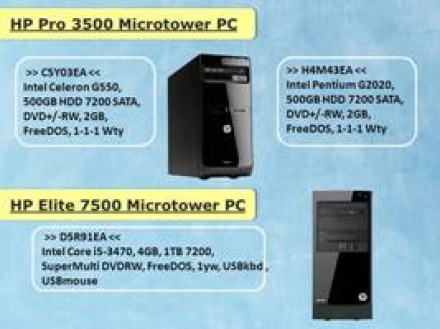 HP Pro 3500 Microtower PC
>> C5Y03EA <<
Intel Celeron G550,
500GB HDD 7200 SATA,
DVD+/-RW, 2GB,
FreeDOS, 1-1-1 Wty
>> H4M43EA <<
Intel Pentium G2020,
500GB HDD 7200 SATA,
DVD+/-RW, 2GB,
FreeDOS, 1-1-1 Wty
HP Elite 7500 Microtower PC
>> D5R91EA <<
Intel Core i5-3470, 4GB, 1TB 7200,
SuperMulti DVDRW, FreeDOS, 1yw, USBkbd,
USBmouse